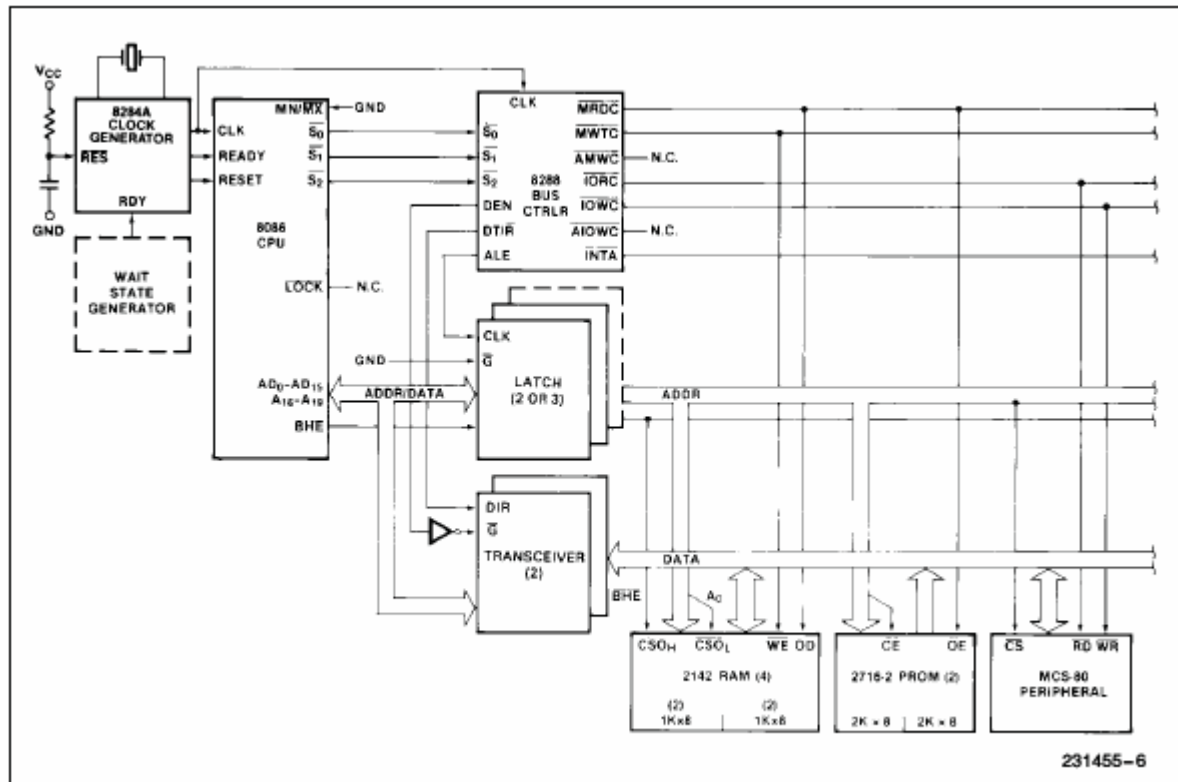 VCC
8284A
CLOCK
GENERATOR
RES
RDY
GND
WAIT
STATE
GENERATOR
MN/MX
GND
CLK
READY
RESET
S0
S1
S2
8086
CPU
LOCK
N.C.
AD0-AD15
A16-A19
BHE
ADDR/DATA
CLK
S0
S1
S2
DEN
DTIR
ALE
8288
BUS
CTRLR
MRDC
MWTC
AMWC
N.C.
IORC
IOWC
AIOWC
N.C.
INTA
CLK
GND
G
LATCH
(2 OR 3)
ADDR
DIR
G
TRANSCEIVER
(2)
DATA
BHE
A0
CSOH
CSOL
WE OD
2142 RAM (4)
(2)
1K×8
(2)
1K×8
CE
OE
2716-2 PROM (2)
2K × 8
2K × 8
CS
RD WR
MCS-80
PERIPHERAL
231455-6